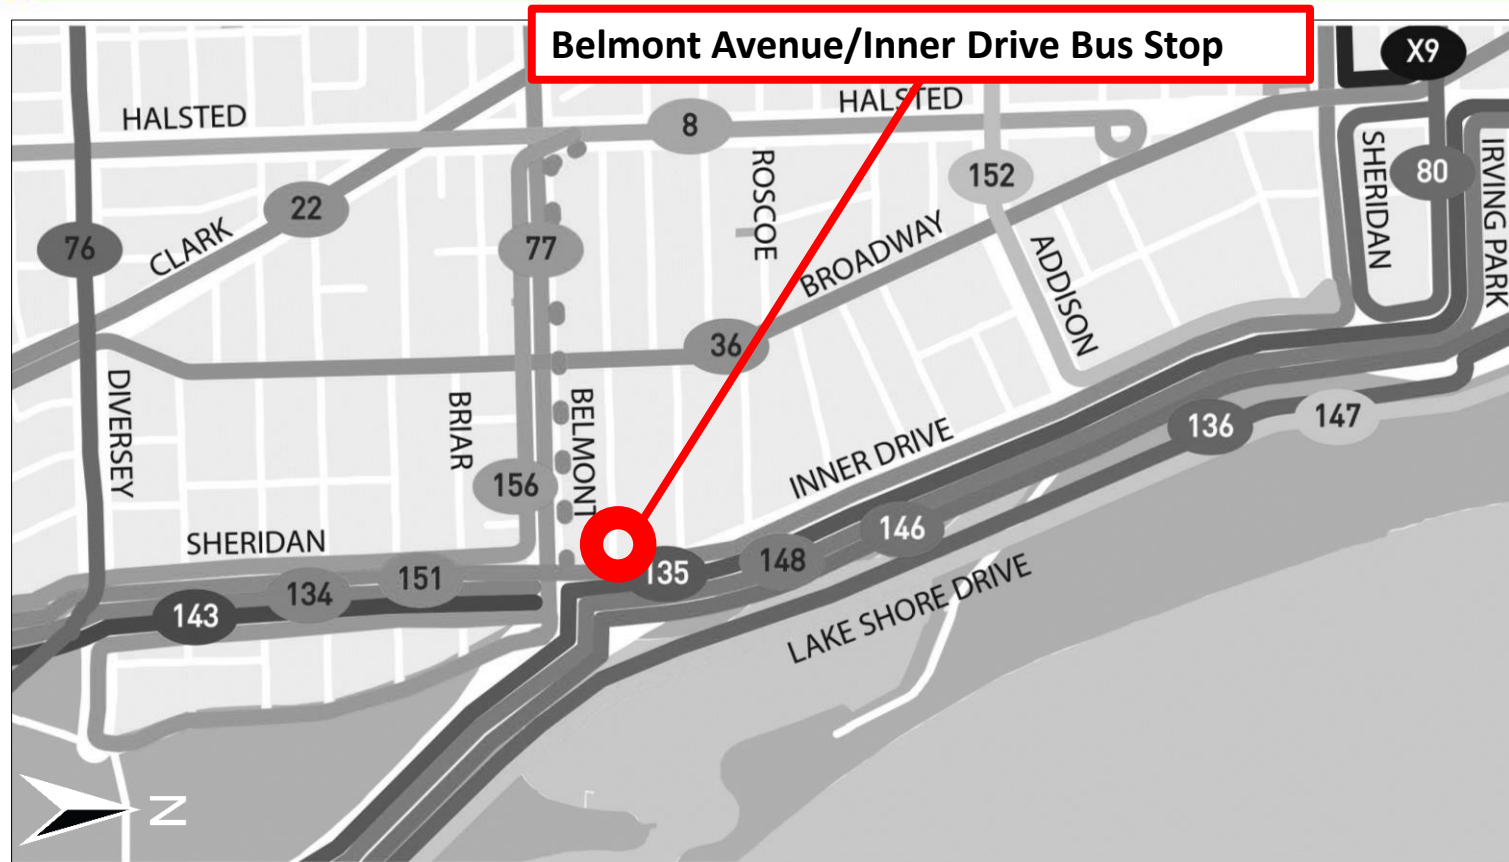 Belmont Avenue/Inner Drive Bus Stop
X9
HALSTED
8
HALSTED
ROSCOE
152
SHERIDAN
80
IRVING PARK
22
76
CLARK
77
BROADWAY
ADDISON
36
DIVERSEY
BRIAR
BELMONT
136
147
INNER DRIVE
156
SHERIDAN
146
151
135
148
134
143
LAKE SHORE DRIVE
N